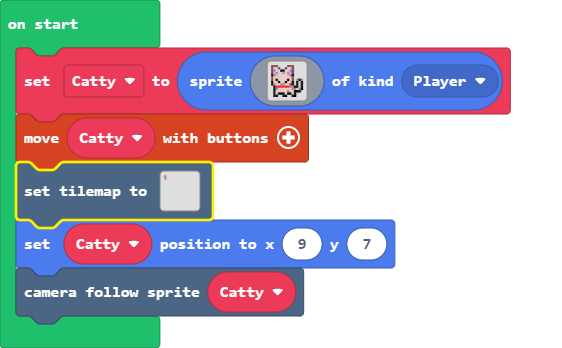 on start
set Catty to sprite of kind Player
move Catty with buttons
set tilemap to
set Catty position to x 9 y 7
camera follow sprite Catty